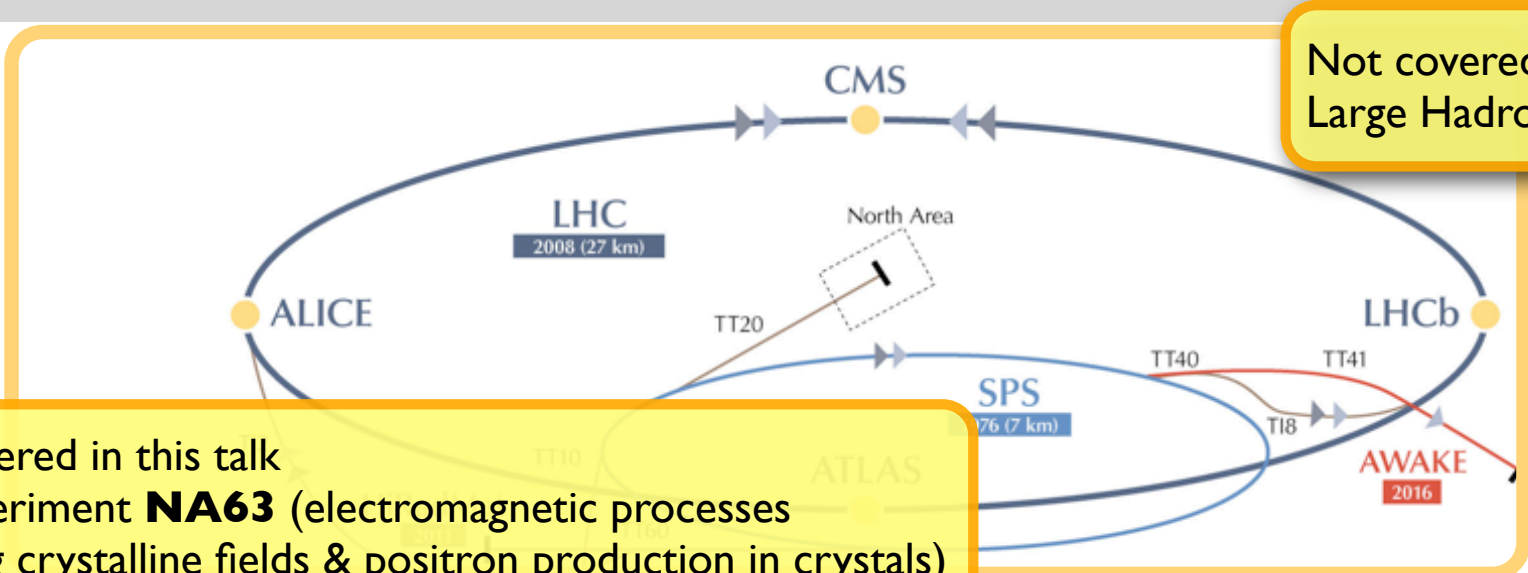 Not covered
Large Hadro
CMS
LHC
2008 (27 km)
North Area
ALICE
LHCb
TT20
TT40
TT41
SPS
76 (7 km)
TI8
AWAKE
2016
ered in this talk
eriment NA63 (electromagnetic processes
g crystalline fields & positron production in crystals)
TT10
ATLAS
TT60